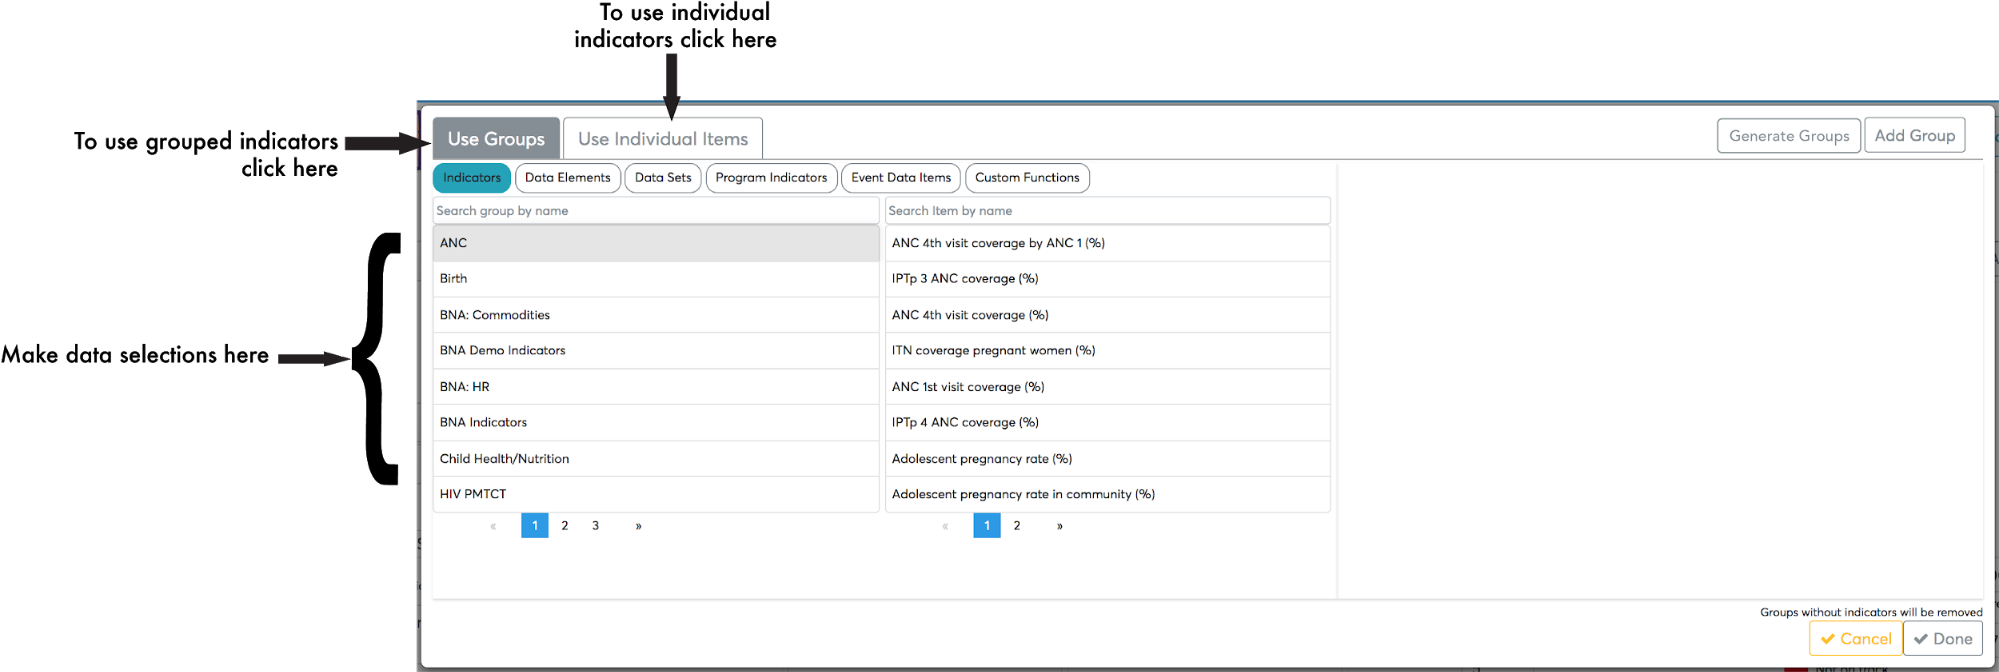 To use individual
indicators click here
To use grouped indicators
click here
Make data selections here
Use Groups
Use Individual Items
Generate Groups
Add Group
Indicators
Data Elements
Data Sets
Program Indicators
Event Data Items
Custom Functions
Search group by name
Search Item by name
ANC
ANC 4th visit coverage by ANC 1 (%)
Birth
IPTp 3 ANC coverage (%)
BNA: Commodities
ANC 4th visit coverage (%)
BNA Demo Indicators
ITN coverage pregnant women (%)
BNA: HR
ANC 1st visit coverage (%)
BNA Indicators
IPTp 4 ANC coverage (%)
Child Health/Nutrition
Adolescent pregnancy rate (%)
HIV PMTCT
Adolescent pregnancy rate in community (%)
« 1 2 3 »
« 1 2 »
Groups without indicators will be removed
Cancel
Done